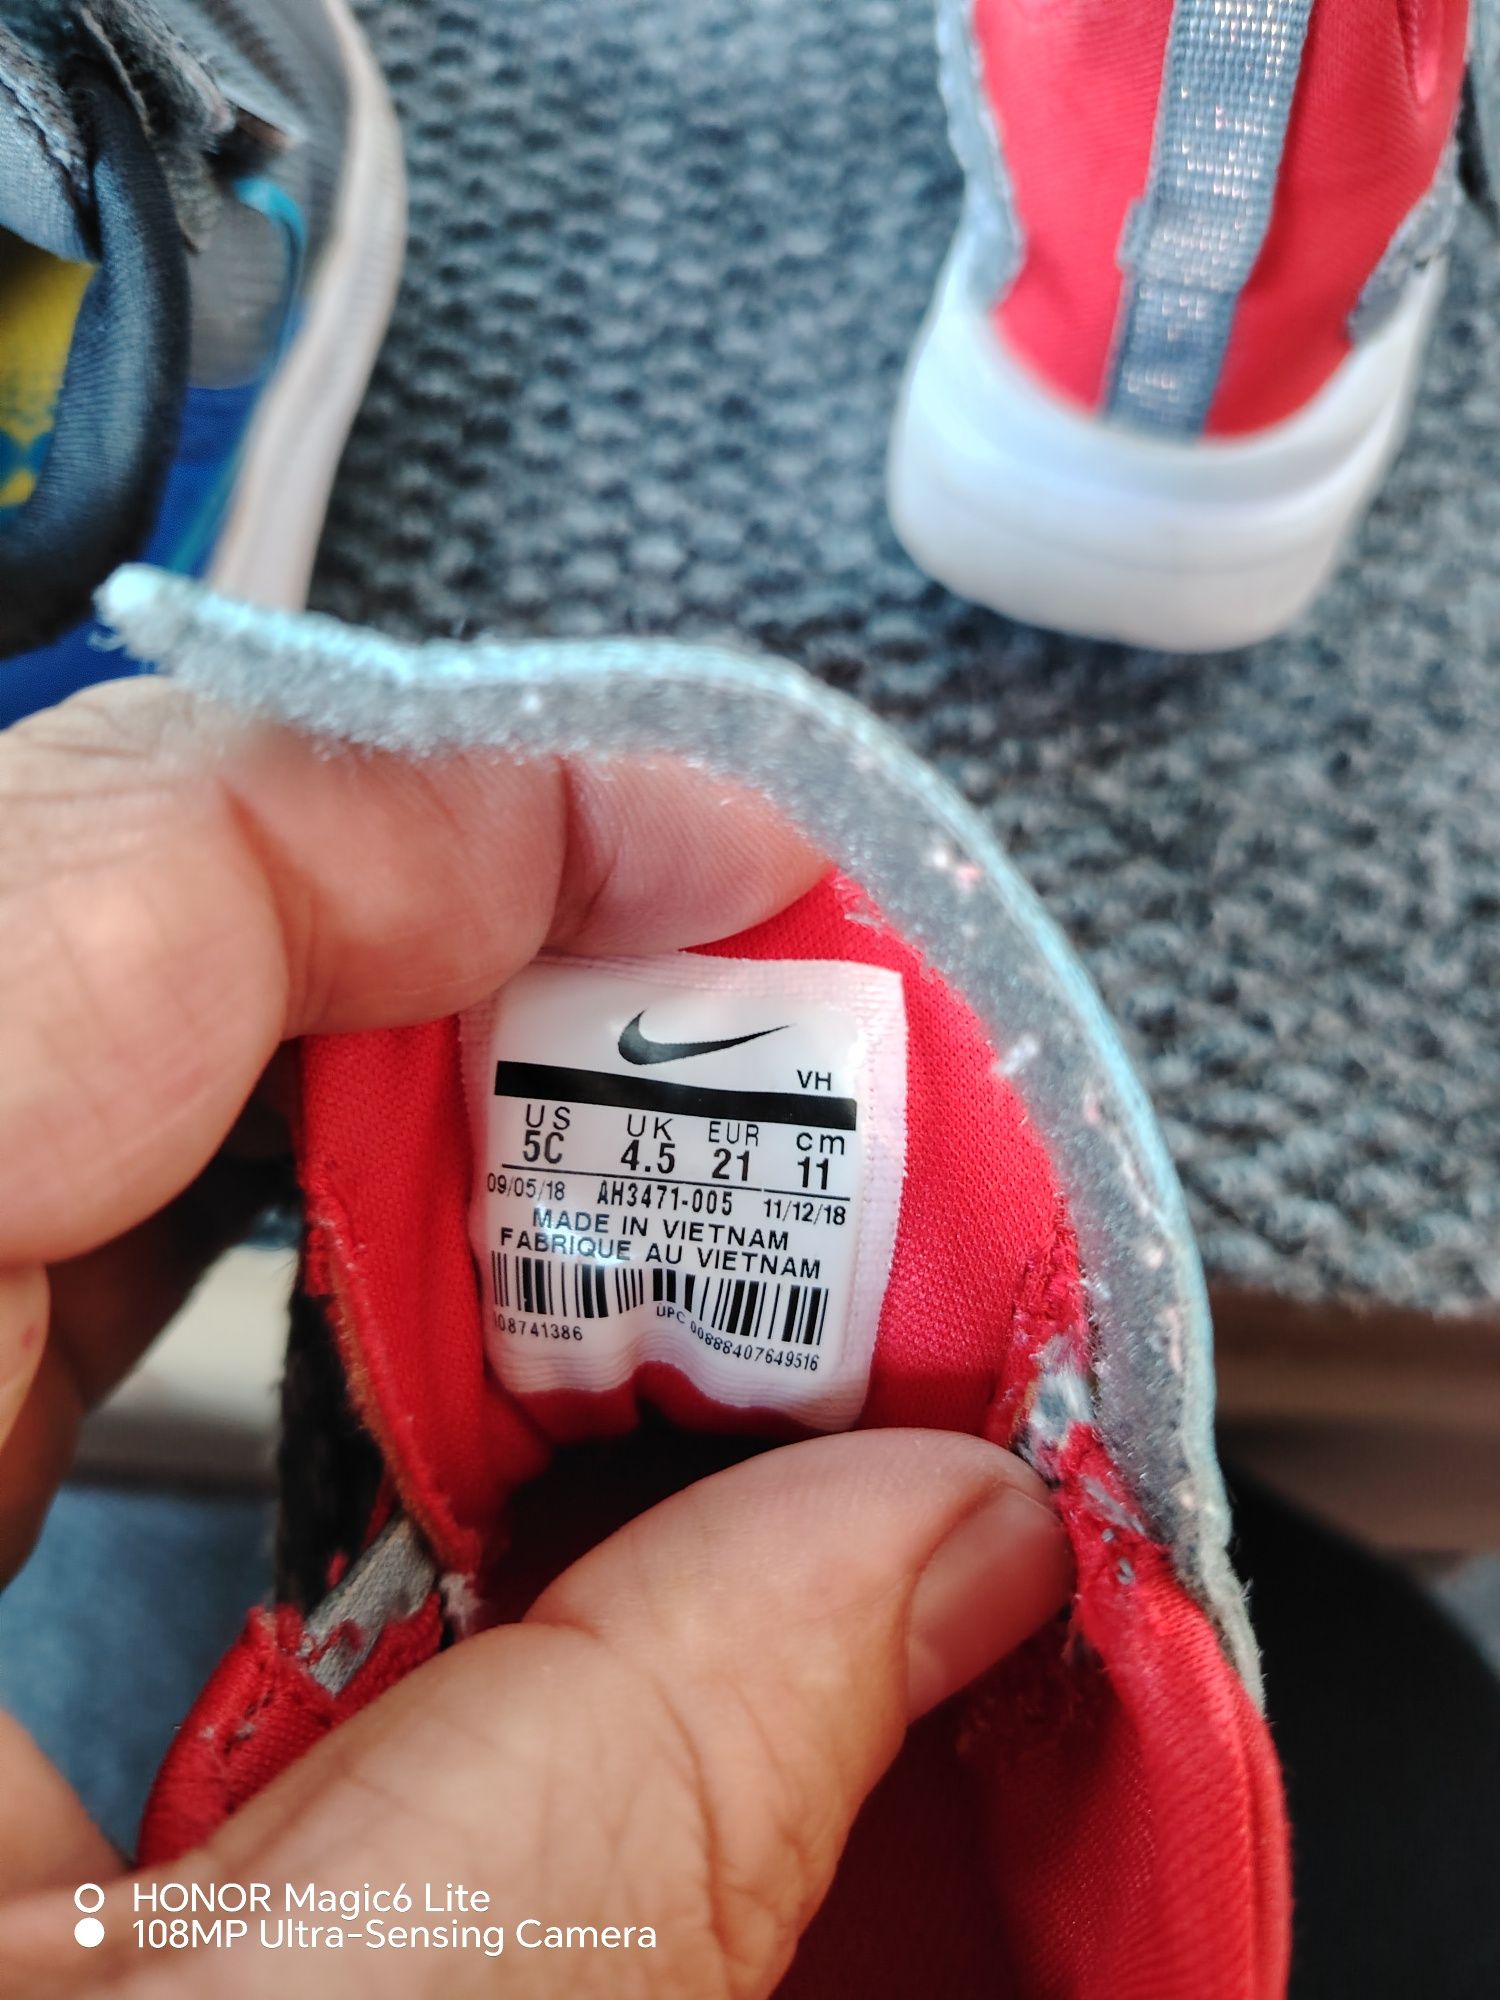 VH
US UK EUR cm
5C 4.5 21 11
09/05/18 AH3471-005 11/12/18
MADE IN VIETNAM
FABRIQUE AU VIETNAM
08741386 UPC 00888407649516
HONOR Magic6 Lite
108MP Ultra-Sensing Camera